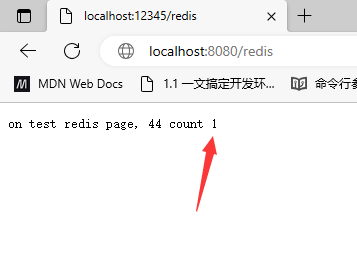 localhost:12345/redis
localhost:8080/redis
M MDN Web Docs 1.1 一文搞定开发环... 命令行参
on test redis page, 44 count 1